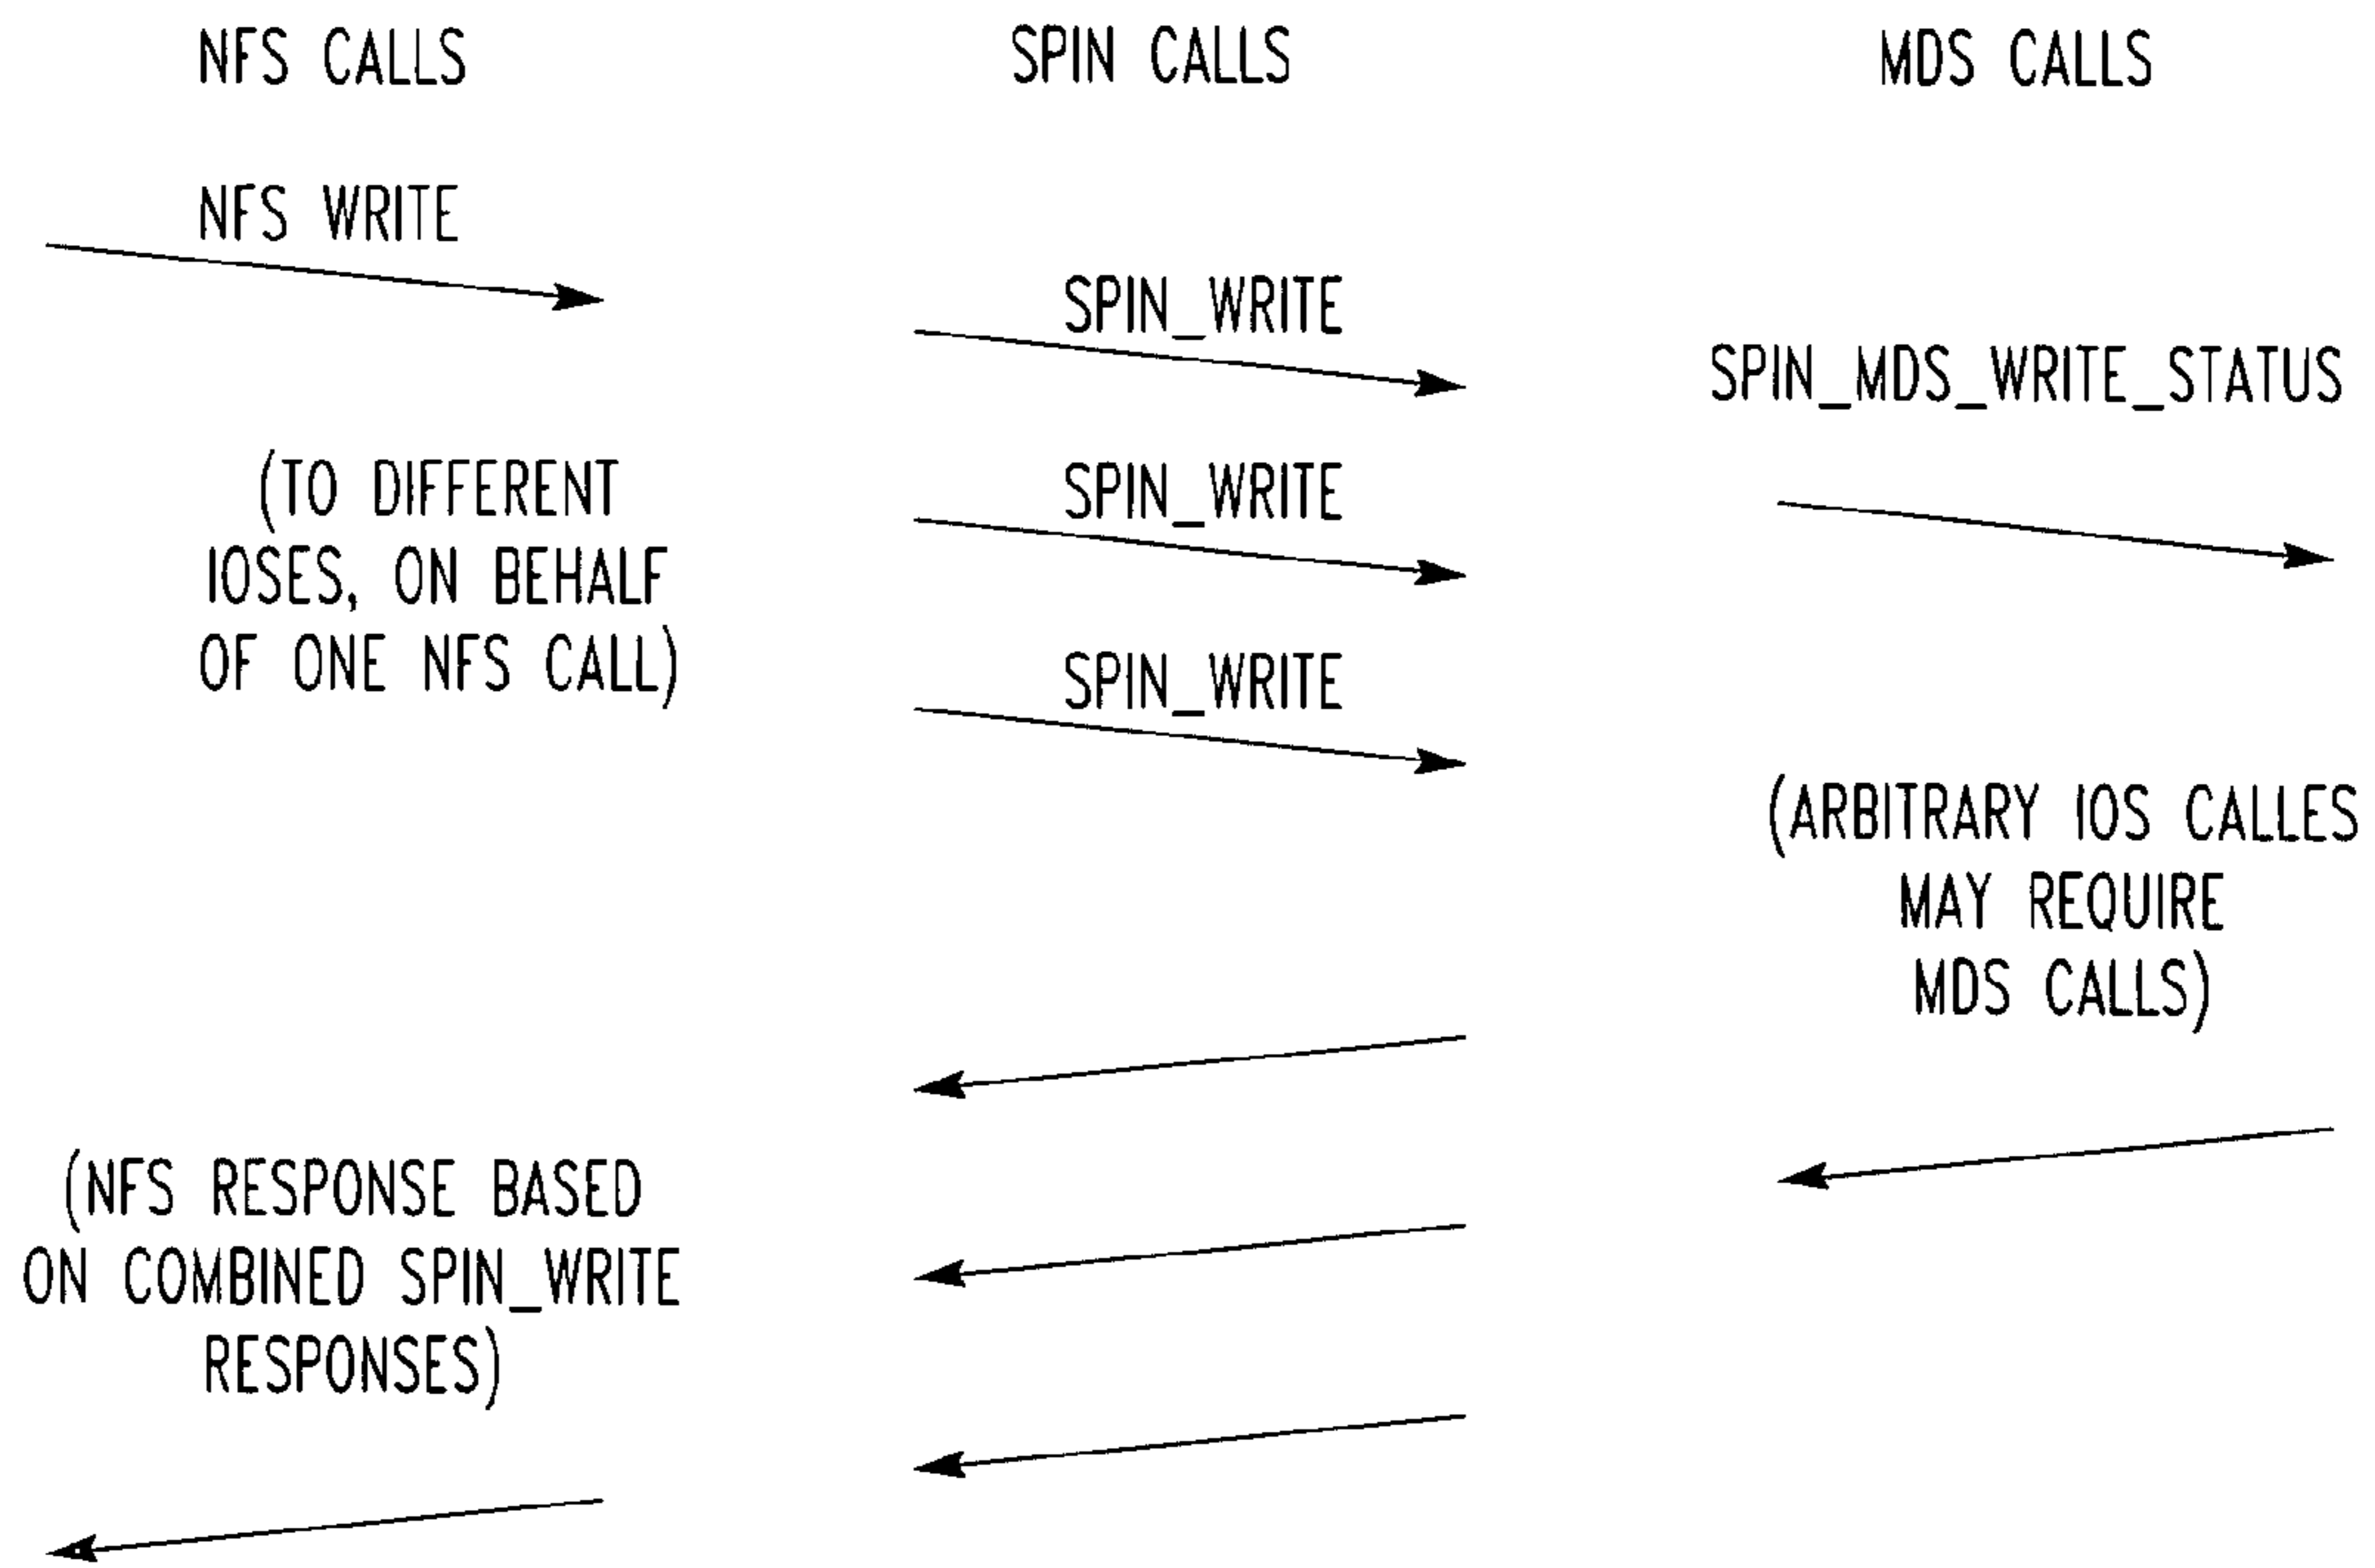 NFS CALLS
SPIN CALLS
MDS CALLS
NFS WRITE
SPIN_WRITE
SPIN_MDS_WRITE_STATUS
(TO DIFFERENT
IOSES, ON BEHALF
OF ONE NFS CALL)
SPIN_WRITE
SPIN_WRITE
(ARBITRARY IOS CALLES
MAY REQUIRE
MDS CALLS)
(NFS RESPONSE BASED
ON COMBINED SPIN_WRITE
RESPONSES)